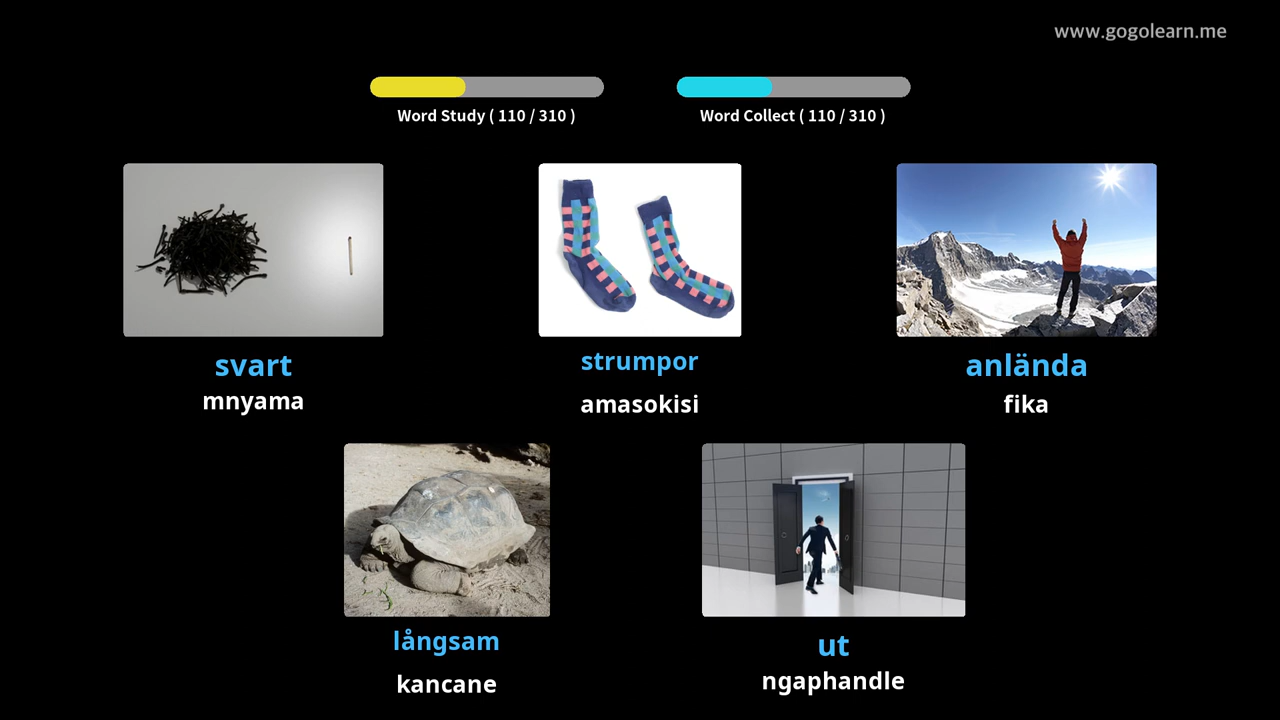 www.gogolearn.me
Word Study ( 110 / 310 )
Word Collect ( 110 / 310 )
svart
mnyama
strumpor
amasokisi
anlända
fika
långsam
kancane
ut
ngaphandle